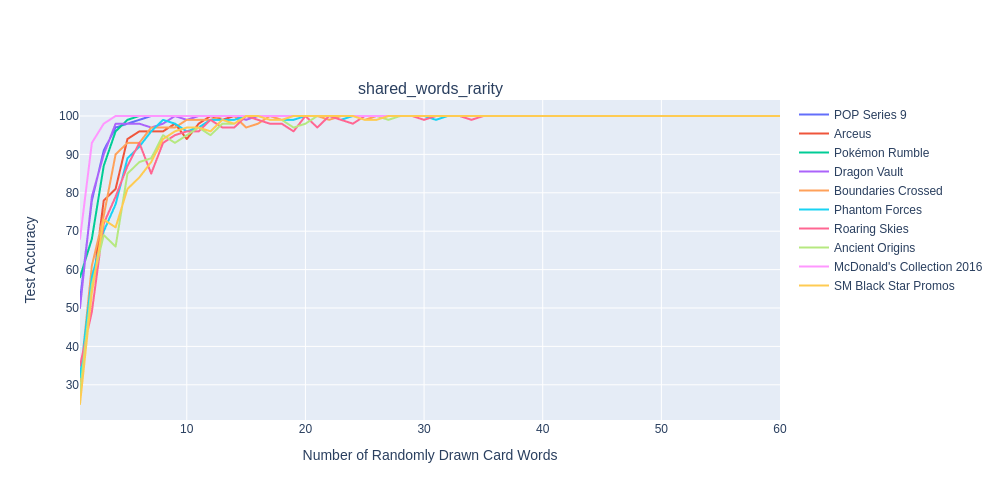 shared_words_rarity
Test Accuracy
100
90
80
70
60
50
40
30
10
20
30
40
50
60
Number of Randomly Drawn Card Words
POP Series 9
Arceus
Pokémon Rumble
Dragon Vault
Boundaries Crossed
Phantom Forces
Roaring Skies
Ancient Origins
McDonald's Collection 2016
SM Black Star Promos